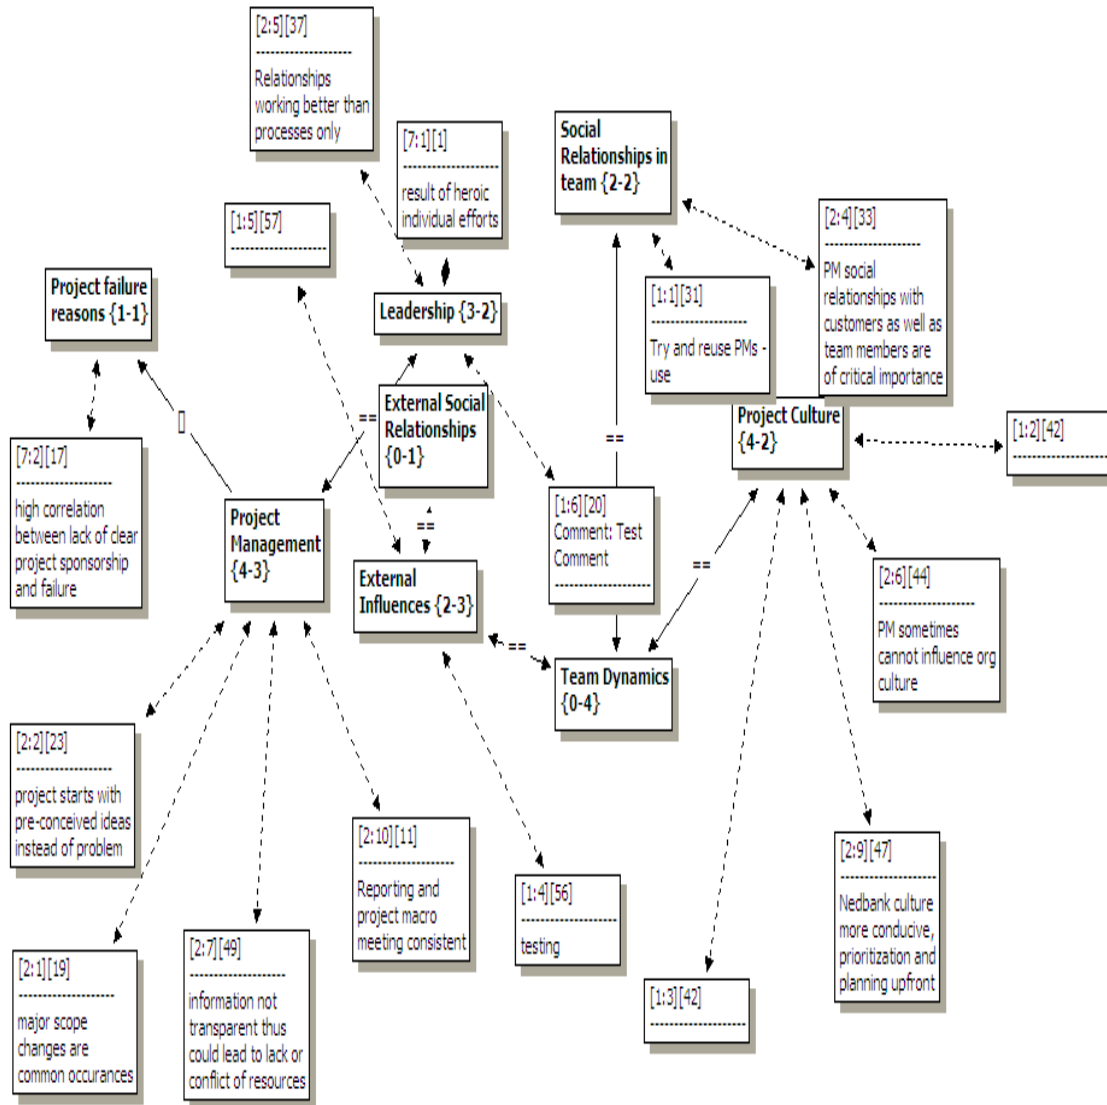 [2:5][37]
---------------------
Relationships
working better than
processes only
[7:1][1]
---------------------
result of heroic
individual efforts
Social
Relationships in
team {2-2}
[1:5][57]
---------------------
[2:4][33]
---------------------
PM social
relationships with
customers as well as
team members are
of critical importance
Project failure
reasons {1-1}
Leadership {3-2}
[1:1][31]
---------------------
Try and reuse PMs -
use
External Social
Relationships
{0-1}
==
Project Culture
{4-2}
[1:2][42]
---------------------
==
[7:2][17]
---------------------
high correlation
between lack of clear
project sponsorship
and failure
Project
Management
{4-3}
==
[1:6][20]
Comment: Test
Comment
---------------------
==
External
Influences {2-3}
[2:6][44]
---------------------
PM sometimes
cannot influence org
culture
==
Team Dynamics
{0-4}
[2:2][23]
---------------------
project starts with
pre-conceived ideas
instead of problem
[2:10][11]
---------------------
Reporting and
project macro
meeting consistent
[1:4][56]
---------------------
testing
[2:9][47]
---------------------
Nedbank culture
more conducive,
prioritization and
planning upfront
[2:1][19]
---------------------
major scope
changes are
common occurances
[2:7][49]
---------------------
information not
transparent thus
could lead to lack or
conflict of resources
[1:3][42]
---------------------